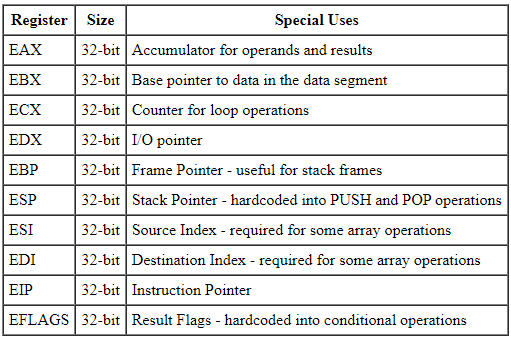 Register Size Special Uses
EAX 32-bit Accumulator for operands and results
EBX 32-bit Base pointer to data in the data segment
ECX 32-bit Counter for loop operations
EDX 32-bit I/O pointer
EBP 32-bit Frame Pointer - useful for stack frames
ESP 32-bit Stack Pointer - hardcoded into PUSH and POP operations
ESI 32-bit Source Index - required for some array operations
EDI 32-bit Destination Index - required for some array operations
EIP 32-bit Instruction Pointer
EFLAGS 32-bit Result Flags - hardcoded into conditional operations